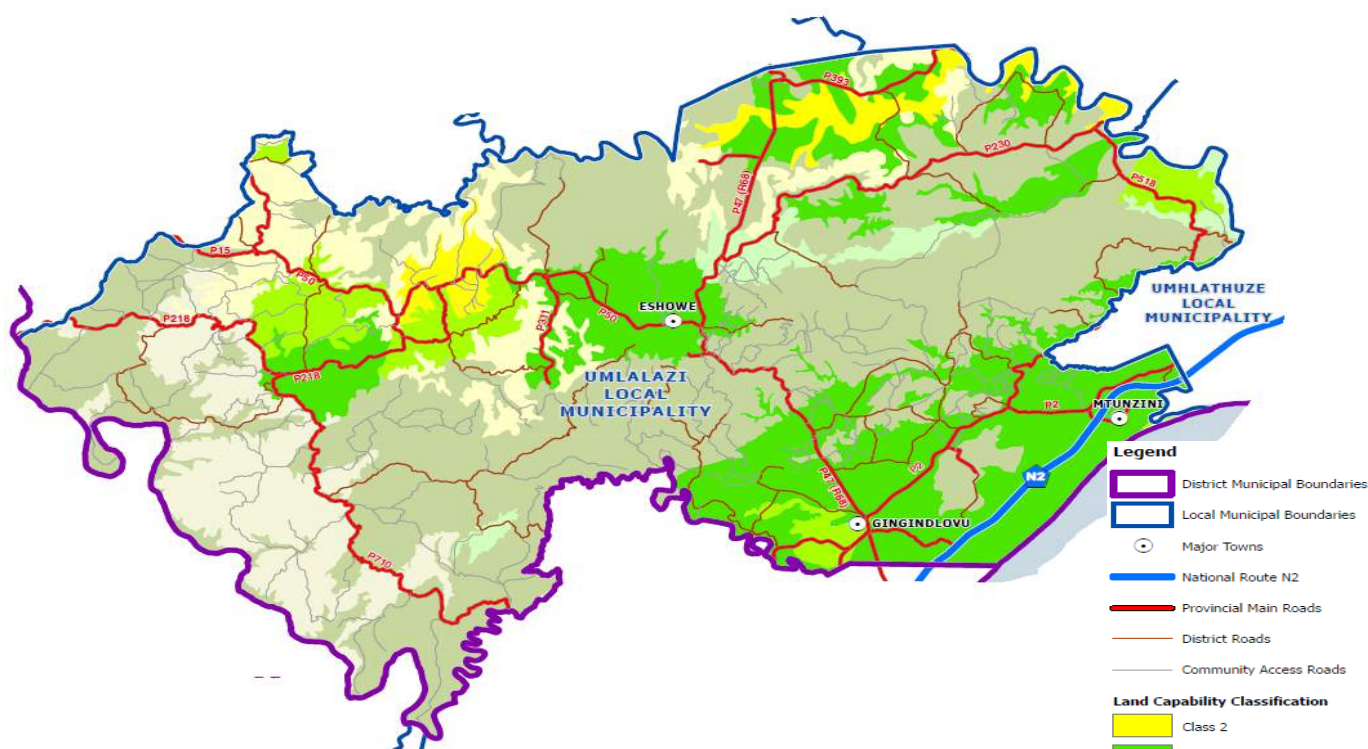 P393
P230
P47 (R68)
P518
P15
P50
P218
P311
ESHOWE
P50
UMHLATHUZE
LOCAL
MUNICIPALITY
P218
UMLALAZI
LOCAL
MUNICIPALITY
P2
MTUNZINI
P47 (R68)
P2
N2
GINGINDLOVU
P710
Legend
District Municipal Boundaries
Local Municipal Boundaries
Major Towns
National Route N2
Provincial Main Roads
District Roads
Community Access Roads
Land Capability Classification
Class 2